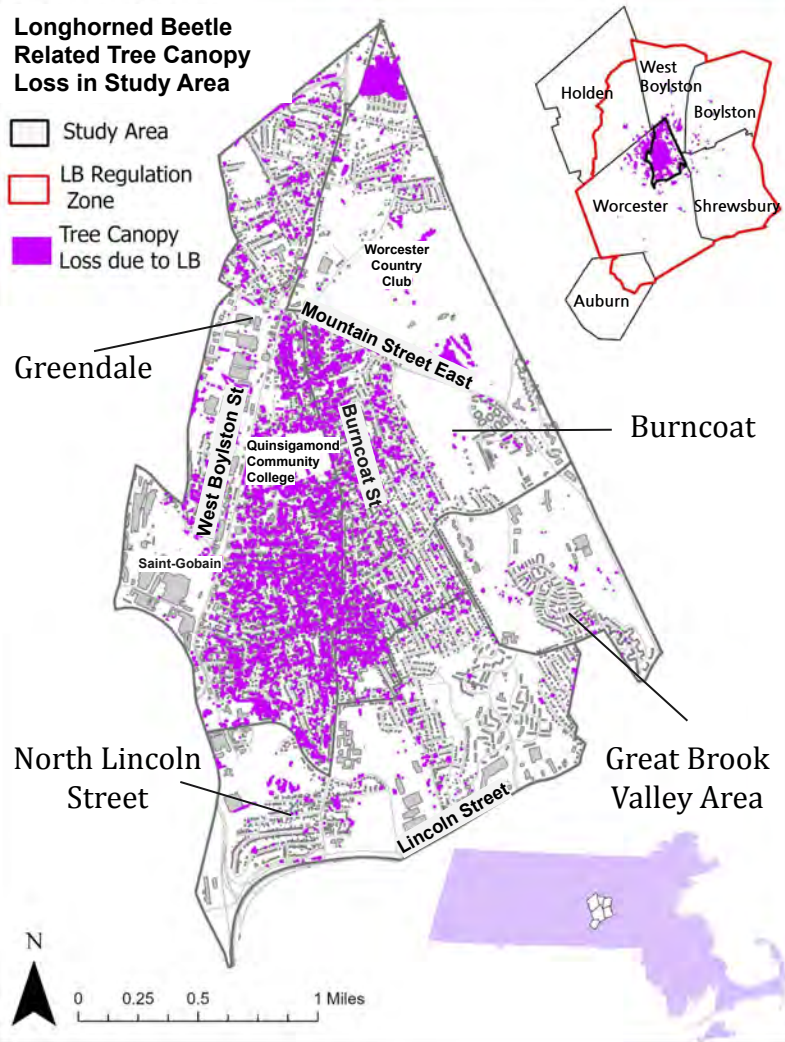 Longhorned Beetle
Related Tree Canopy
Loss in Study Area
Study Area
LB Regulation
Zone
Tree Canopy
Loss due to LB
Holden
West
Boylston
Boylston
Worcester
Shrewsbury
Auburn
Worcester
Country
Club
Mountain Street East
Greendale
West Boylston St
Burncoat St
Burncoat
Quinsigamond
Community
College
Saint-Gobain
North Lincoln
Street
Great Brook
Valley Area
Lincoln Street
N
0 0.25 0.5 1 Miles